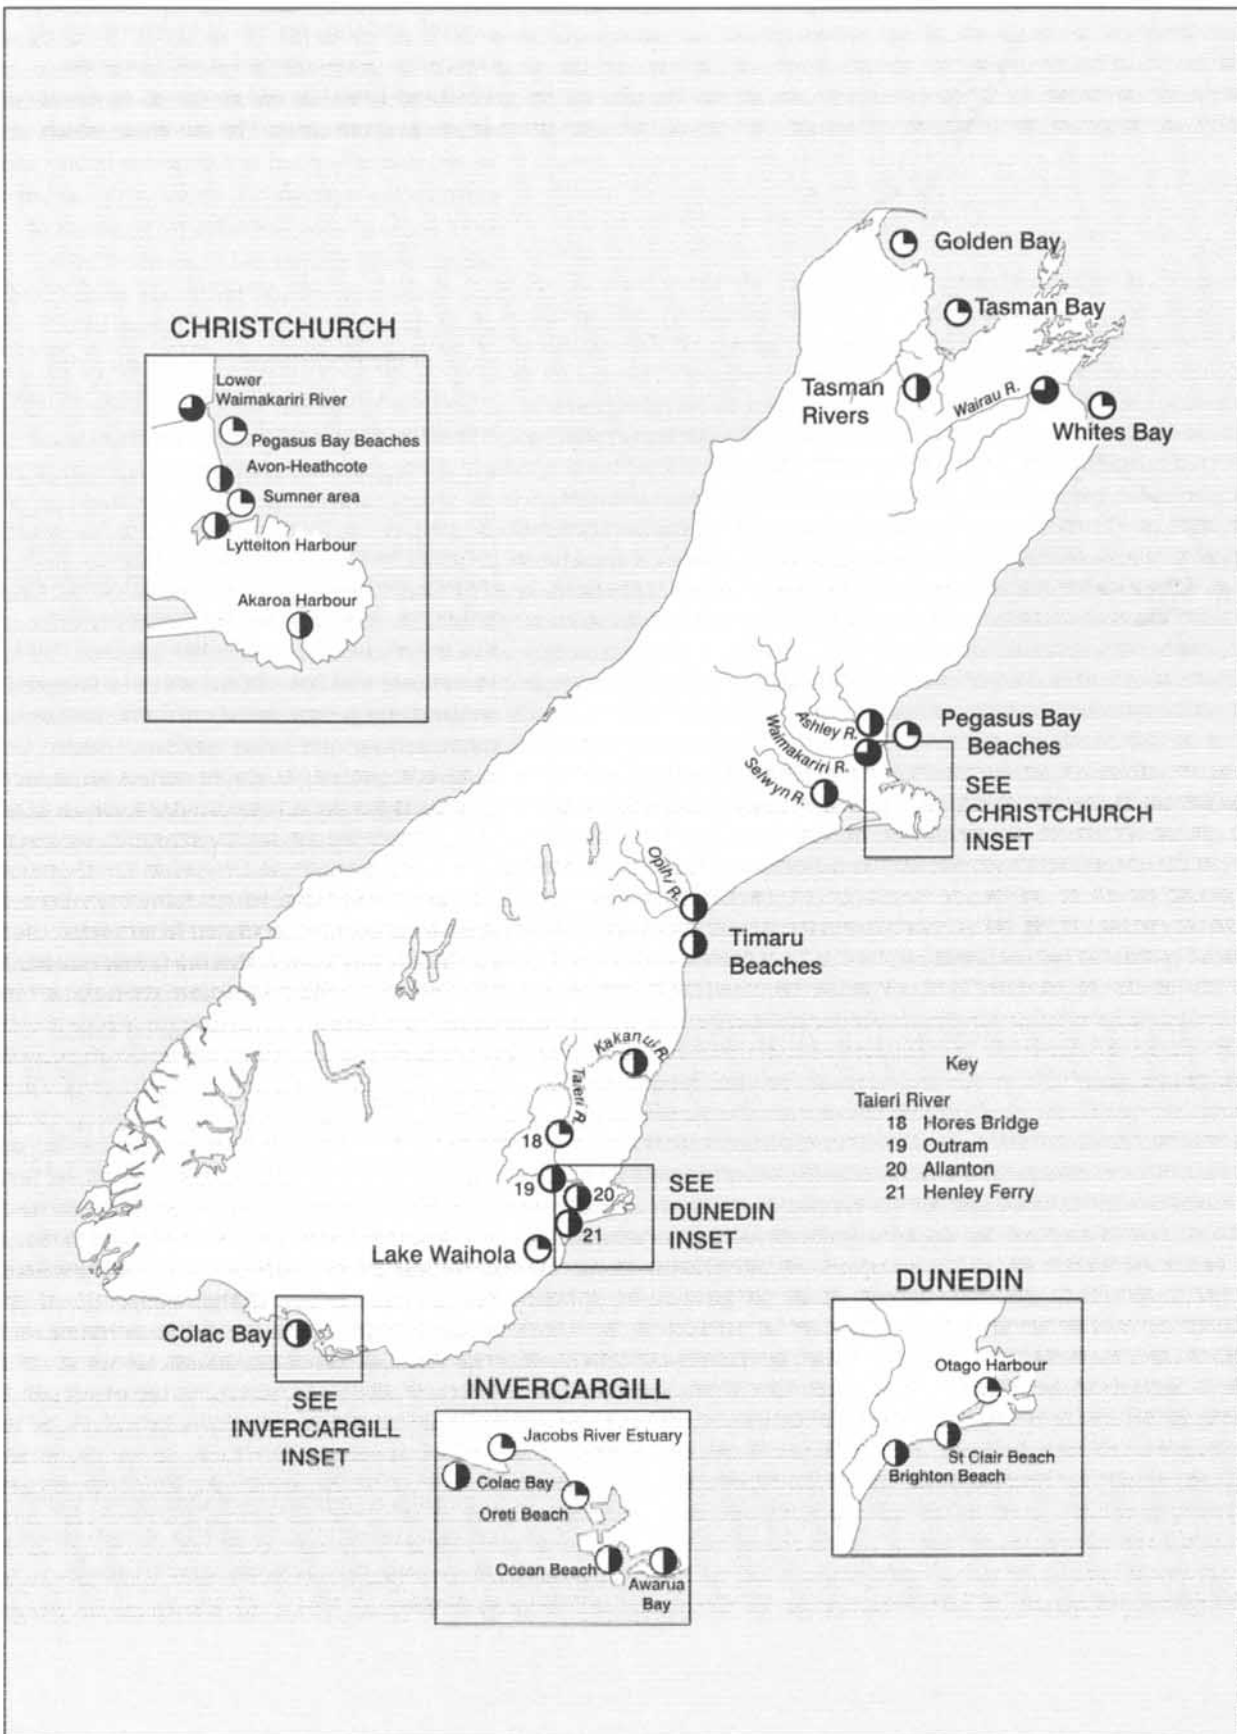 Golden Bay
Tasman Bay
Tasman
Rivers
Wairau R.
Whites Bay
CHRISTCHURCH
Lower
Waimakariri River
Pegasus Bay Beaches
Avon-Heathcote
Sumner area
Lyttelton Harbour
Akaroa Harbour
Ashley R.
Waimakariri R.
Selwyn R.
Pegasus Bay
Beaches
SEE
CHRISTCHURCH
INSET
Opihi R.
Timaru
Beaches
Kakanui R.
Taieri R.
18
19
20
21
SEE
DUNEDIN
INSET
Lake Waihola
Key
Taieri River
18 Hores Bridge
19 Outram
20 Allanton
21 Henley Ferry
Colac Bay
SEE
INVERCARGILL
INSET
INVERCARGILL
Jacobs River Estuary
Colac Bay
Oreti Beach
Ocean Beach
Awarua
Bay
DUNEDIN
Otago Harbour
St Clair Beach
Brighton Beach